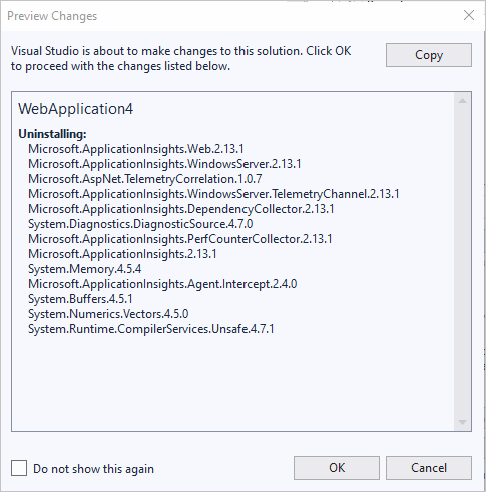 Preview Changes
Visual Studio is about to make changes to this solution. Click OK
to proceed with the changes listed below.
Copy
WebApplication4
Uninstalling:
Microsoft.ApplicationInsights.Web.2.13.1
Microsoft.ApplicationInsights.WindowsServer.2.13.1
Microsoft.AspNet.TelemetryCorrelation.1.0.7
Microsoft.ApplicationInsights.WindowsServer.TelemetryChannel.2.13.1
Microsoft.ApplicationInsights.DependencyCollector.2.13.1
System.Diagnostics.DiagnosticSource.4.7.0
Microsoft.ApplicationInsights.PerfCounterCollector.2.13.1
Microsoft.ApplicationInsights.2.13.1
System.Memory.4.5.4
Microsoft.ApplicationInsights.Agent.Intercept.2.4.0
System.Buffers.4.5.1
System.Numerics.Vectors.4.5.0
System.Runtime.CompilerServices.Unsafe.4.7.1
Do not show this again
OK
Cancel